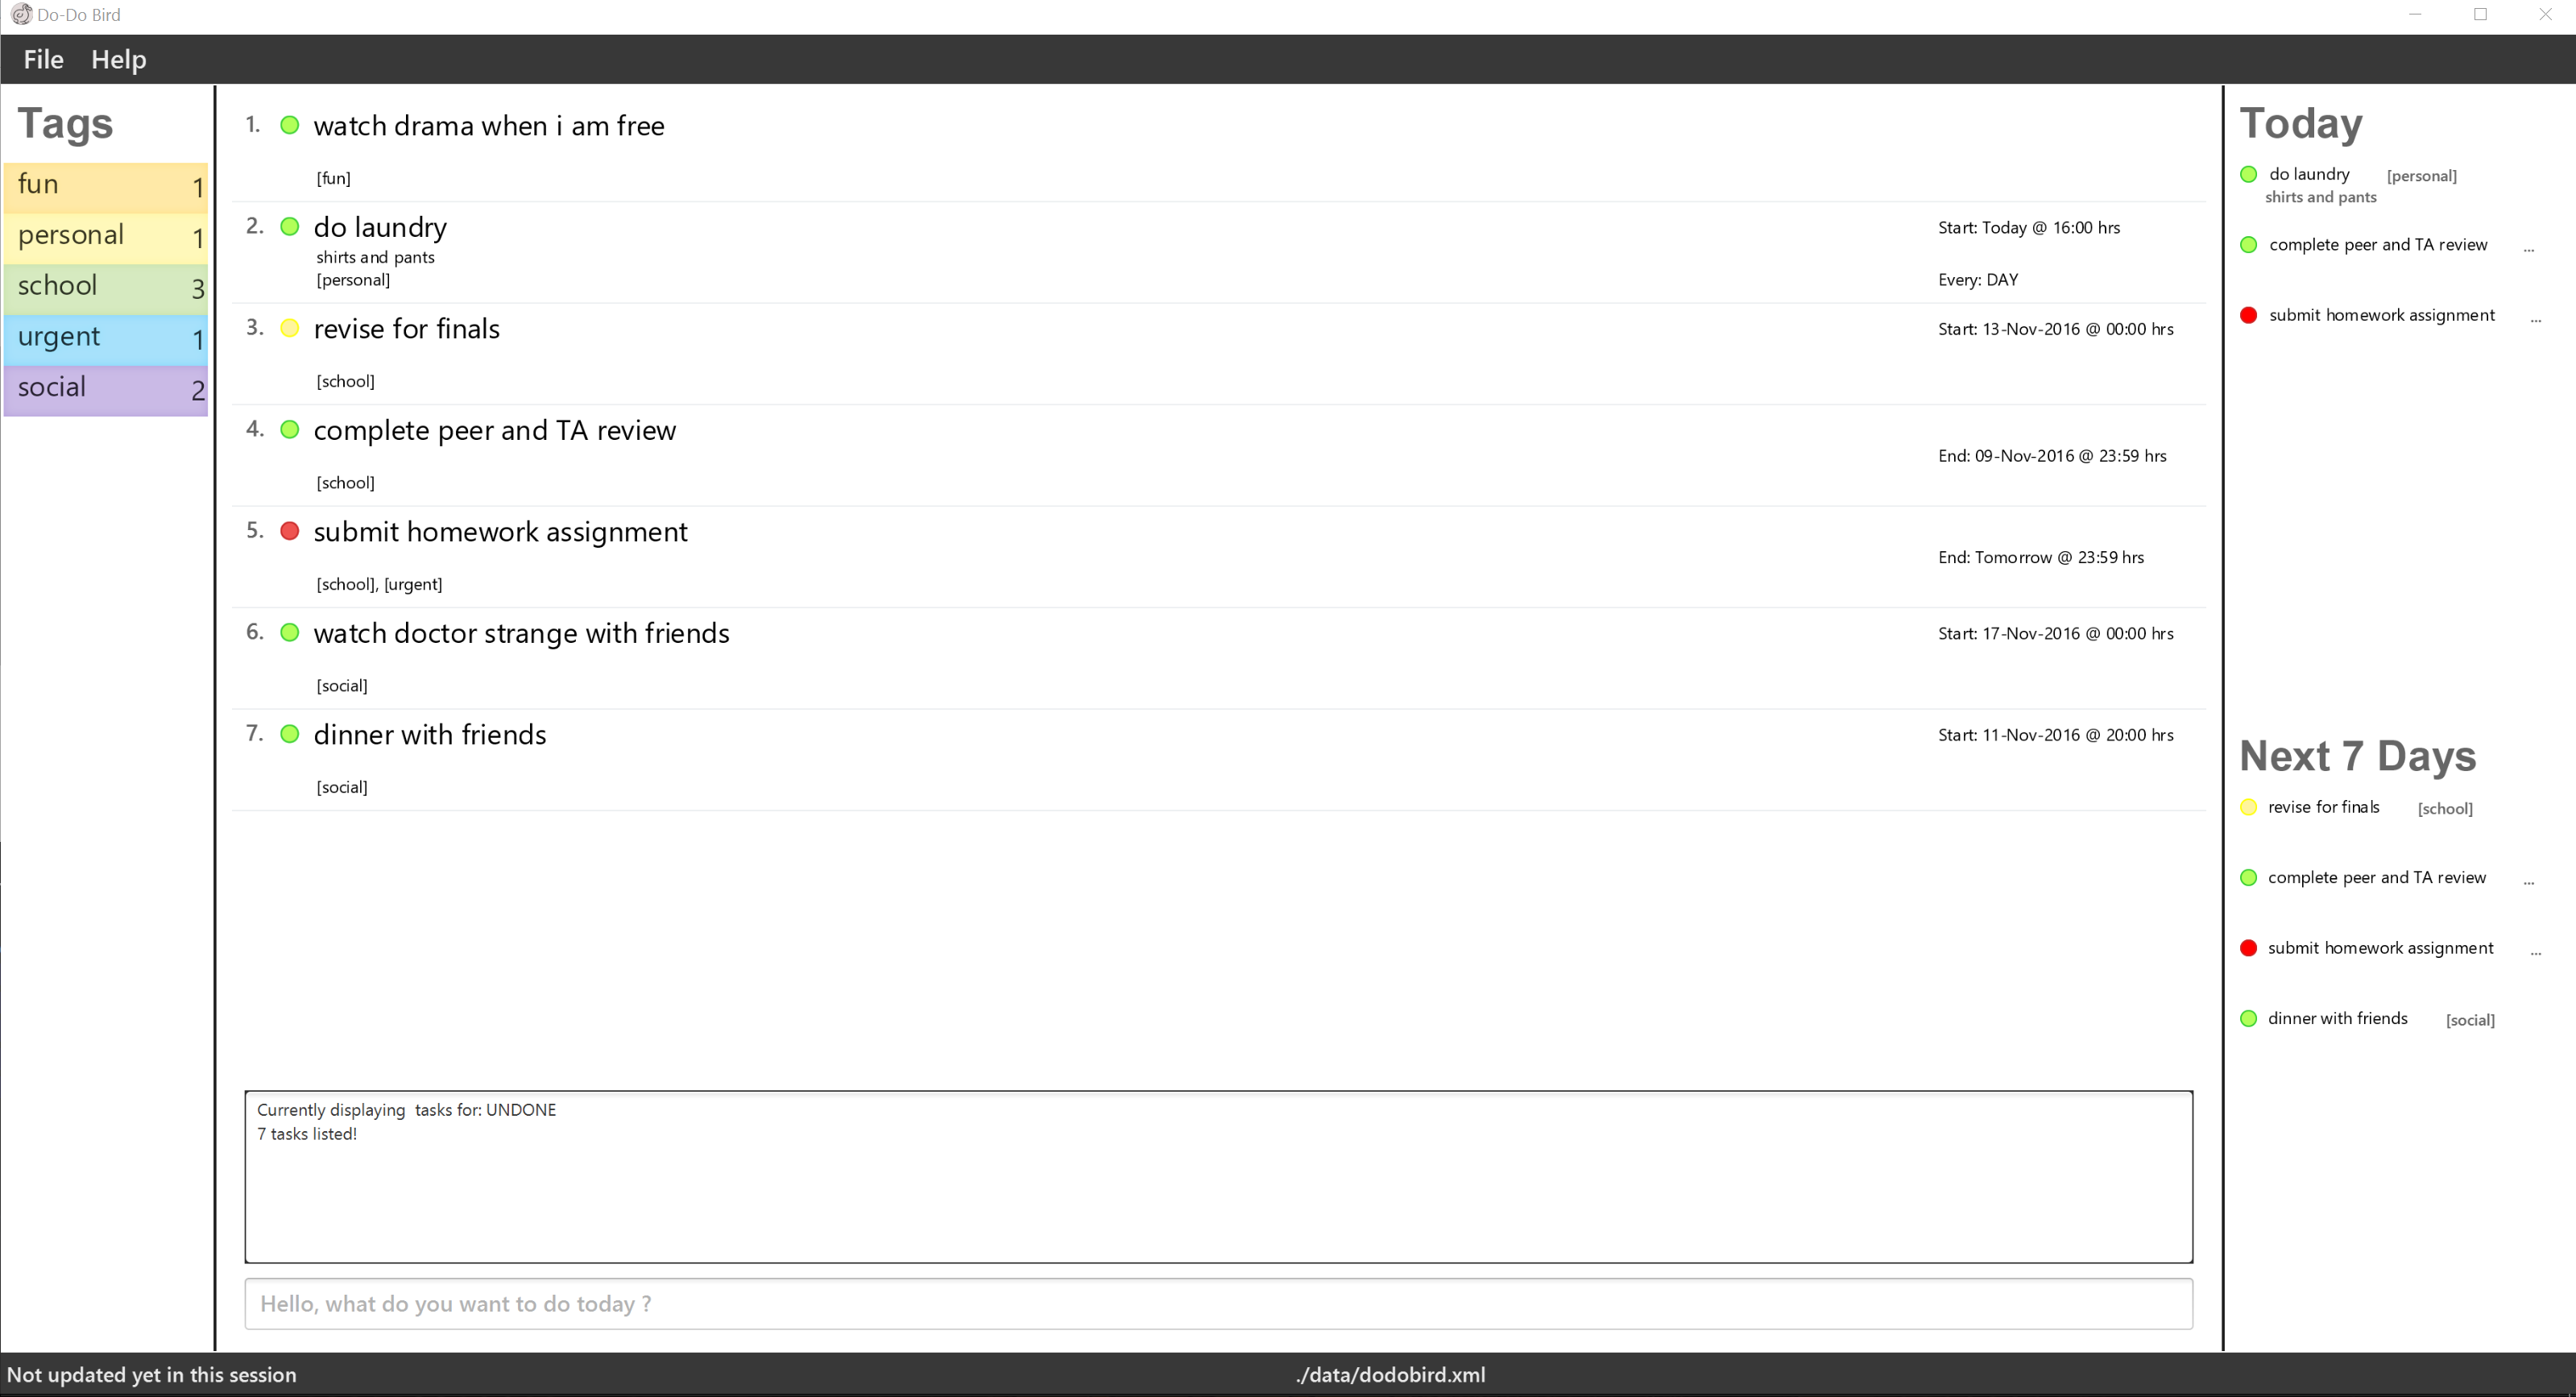 Do-Do Bird
File Help
Tags
fun 1
personal 1
school 3
urgent 1
social 2
1. watch drama when i am free
[fun]
2. do laundry
shirts and pants
[personal]
Start: Today @ 16:00 hrs
Every: DAY
3. revise for finals
[school]
Start: 13-Nov-2016 @ 00:00 hrs
4. complete peer and TA review
[school]
End: 09-Nov-2016 @ 23:59 hrs
5. submit homework assignment
[school], [urgent]
End: Tomorrow @ 23:59 hrs
6. watch doctor strange with friends
[social]
Start: 17-Nov-2016 @ 00:00 hrs
7. dinner with friends
[social]
Start: 11-Nov-2016 @ 20:00 hrs
Currently displaying  tasks for: UNDONE
7 tasks listed!
Hello, what do you want to do today ?
Today
do laundry [personal]
shirts and pants
complete peer and TA review ...
submit homework assignment ...
Next 7 Days
revise for finals [school]
complete peer and TA review ...
submit homework assignment ...
dinner with friends [social]
Not updated yet in this session
./data/dodobird.xml